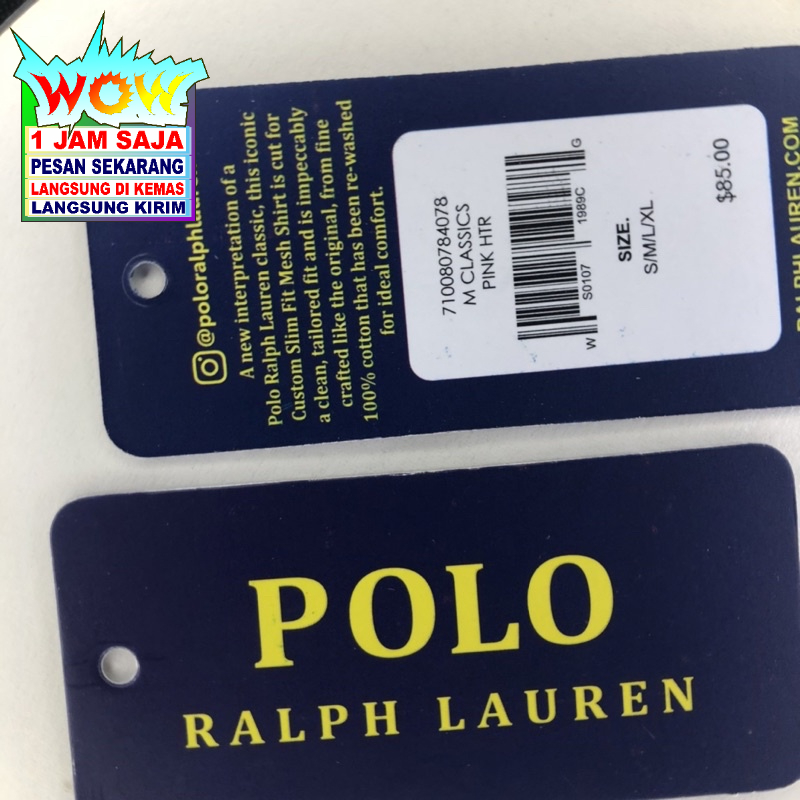 WOW
1 JAM SAJA
PESAN SEKARANG
LANGSUNG DI KEMAS
LANGSUNG KIRIM
@poloralphlauren
A new interpretation of a
Polo Ralph Lauren classic, this iconic
Custom Slim Fit Mesh Shirt is cut for
a clean, tailored fit and is impeccably
crafted like the original, from fine
100% cotton that has been re-washed
for ideal comfort.
710080784078
M CLASSICS
PINK HTR
W S0107 1989C G
SIZE.
S/M/L/XL
$85.00
RALPHLAUREN.COM
POLO
RALPH LAUREN